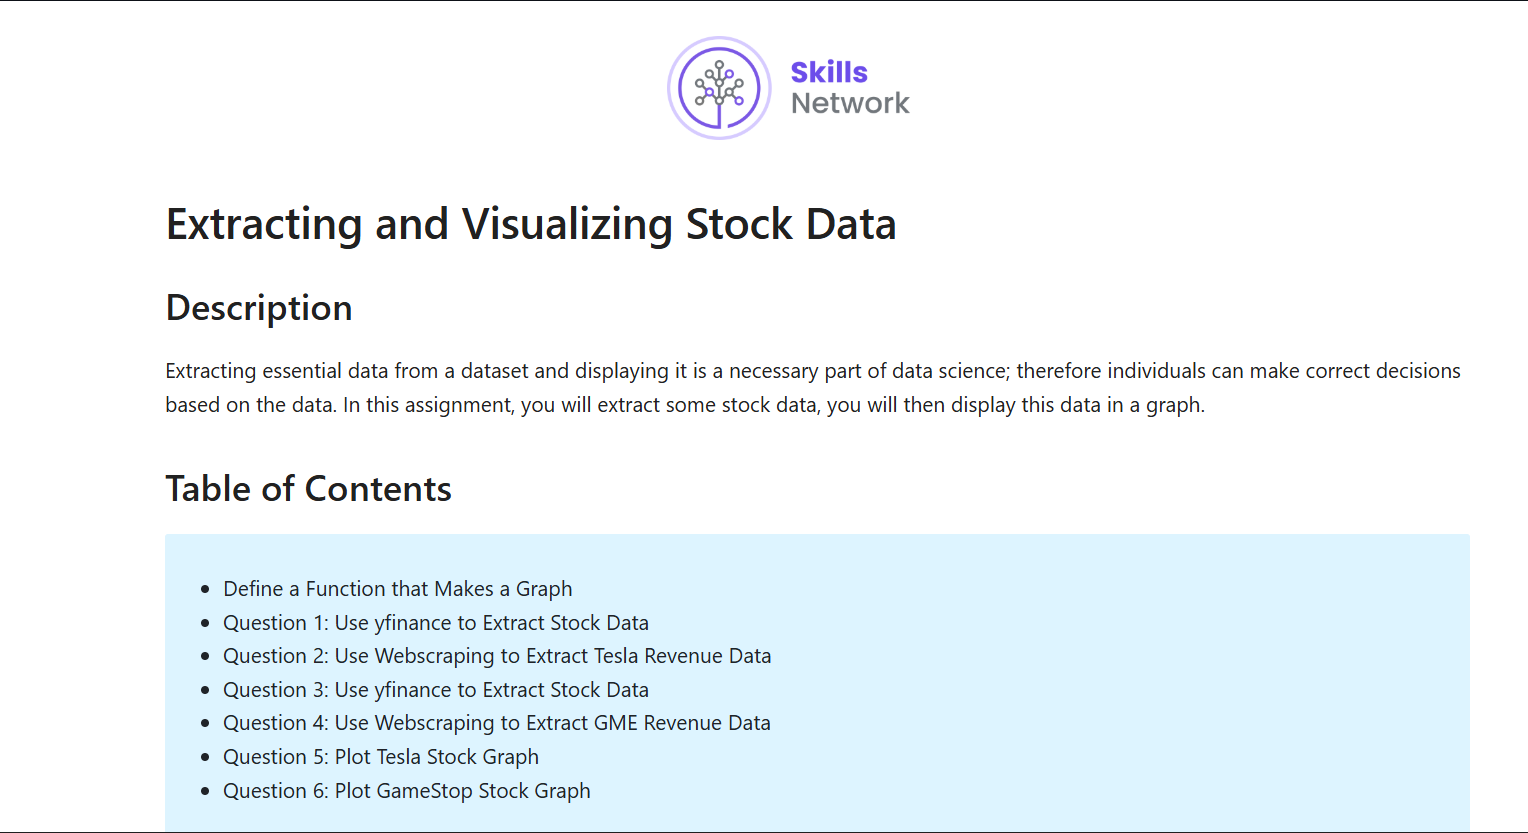 Skills
Network
Extracting and Visualizing Stock Data
Description
Extracting essential data from a dataset and displaying it is a necessary part of data science; therefore individuals can make correct decisions
based on the data. In this assignment, you will extract some stock data, you will then display this data in a graph.
Table of Contents
• Define a Function that Makes a Graph
• Question 1: Use yfinance to Extract Stock Data
• Question 2: Use Webscraping to Extract Tesla Revenue Data
• Question 3: Use yfinance to Extract Stock Data
• Question 4: Use Webscraping to Extract GME Revenue Data
• Question 5: Plot Tesla Stock Graph
• Question 6: Plot GameStop Stock Graph